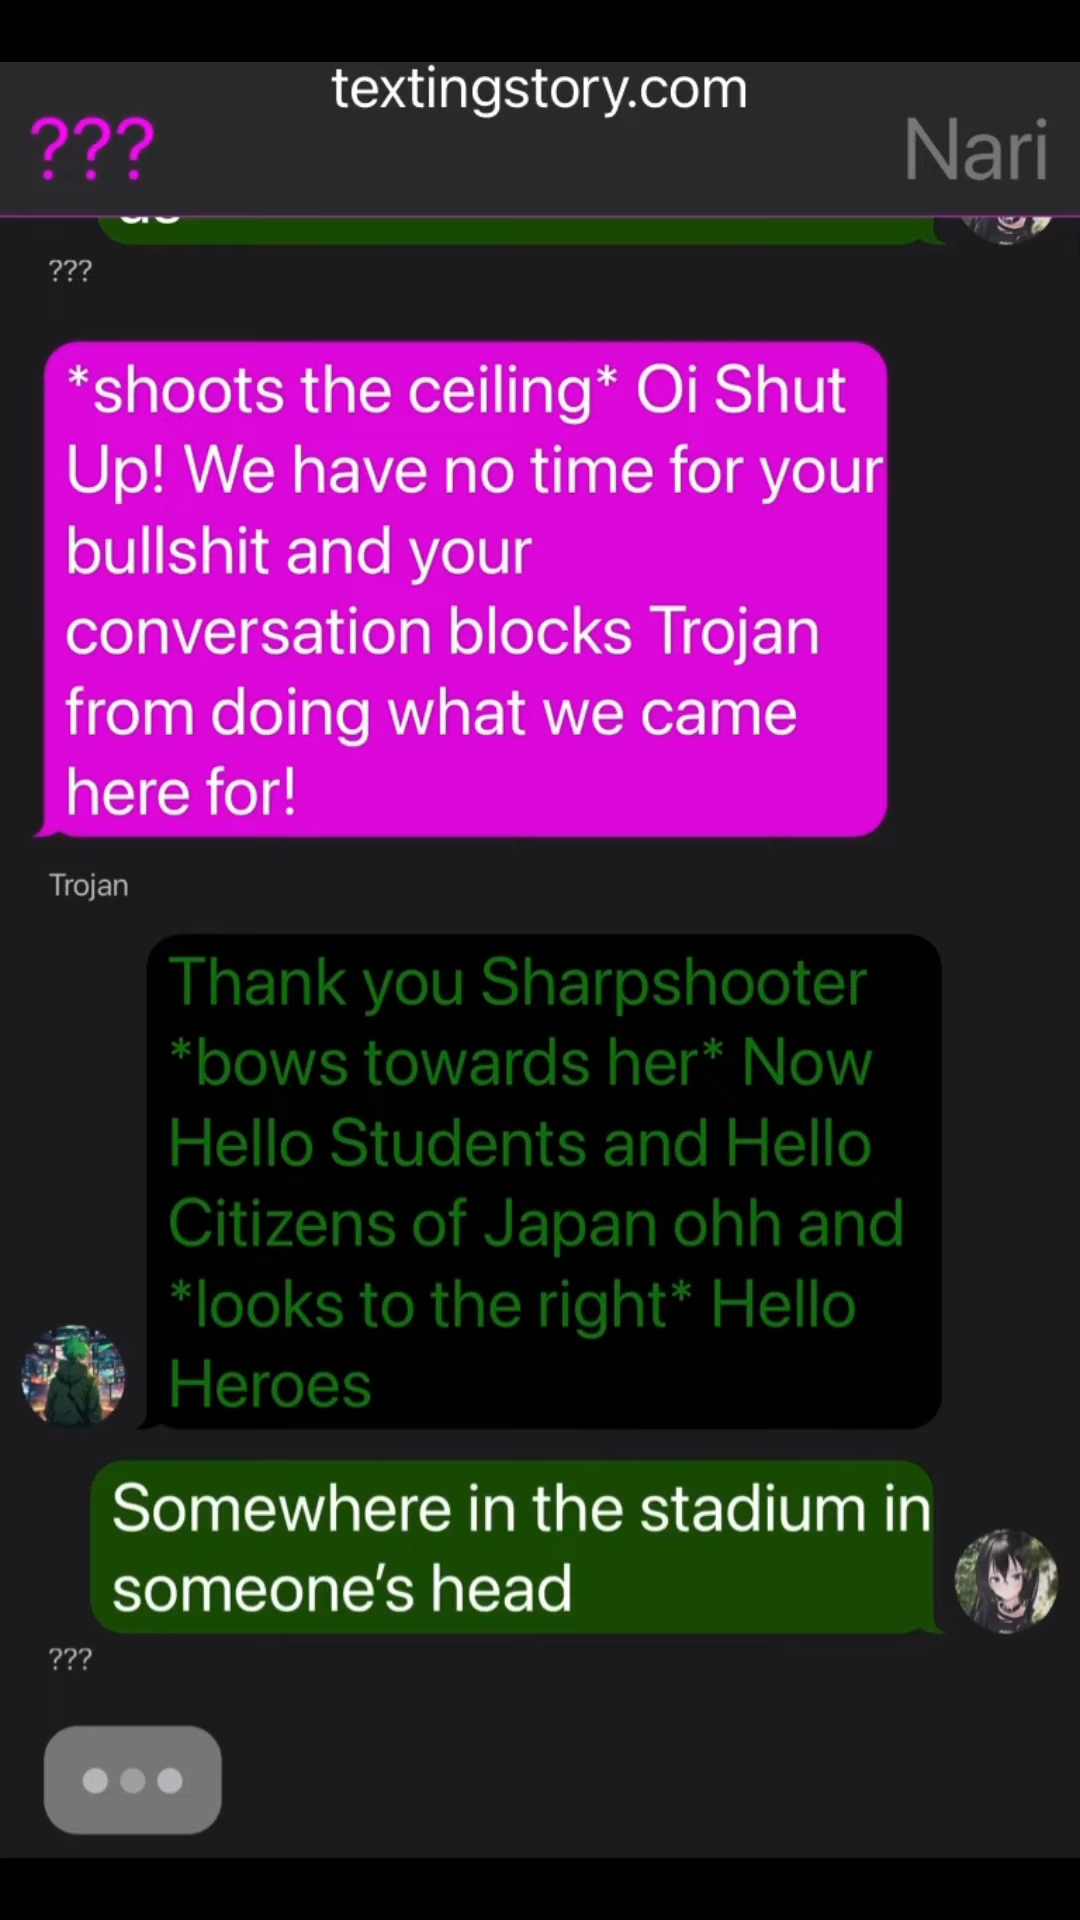 textingstory.com
???
Nari
???
*shoots the ceiling* Oi Shut
Up! We have no time for your
bullshit and your
conversation blocks Trojan
from doing what we came
here for!
Trojan
Thank you Sharpshooter
*bows towards her* Now
Hello Students and Hello
Citizens of Japan ohh and
*looks to the right* Hello
Heroes
Somewhere in the stadium in
someone’s head
???